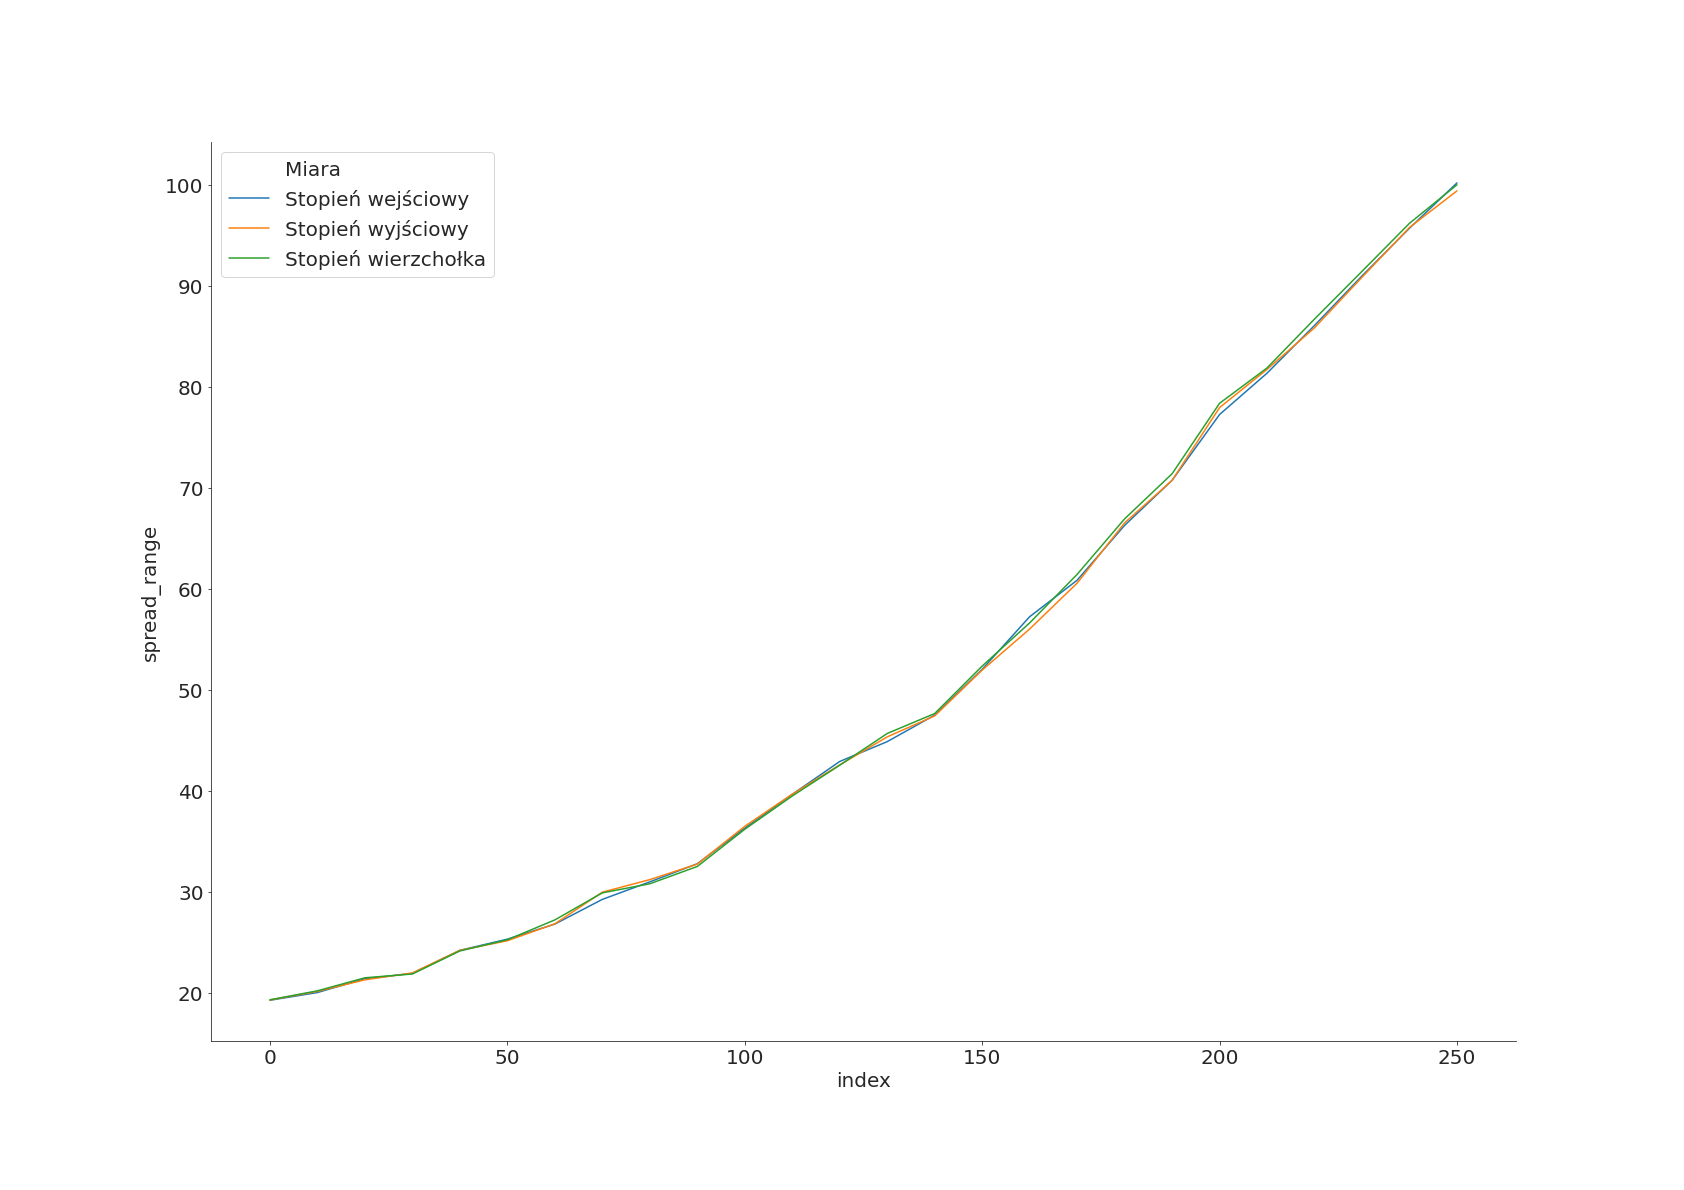 Miara
Stopień wejściowy
Stopień wyjściowy
Stopień wierzchołka
100
90
80
70
60
50
40
30
20
spread_range
0 50 100 150 200 250
index